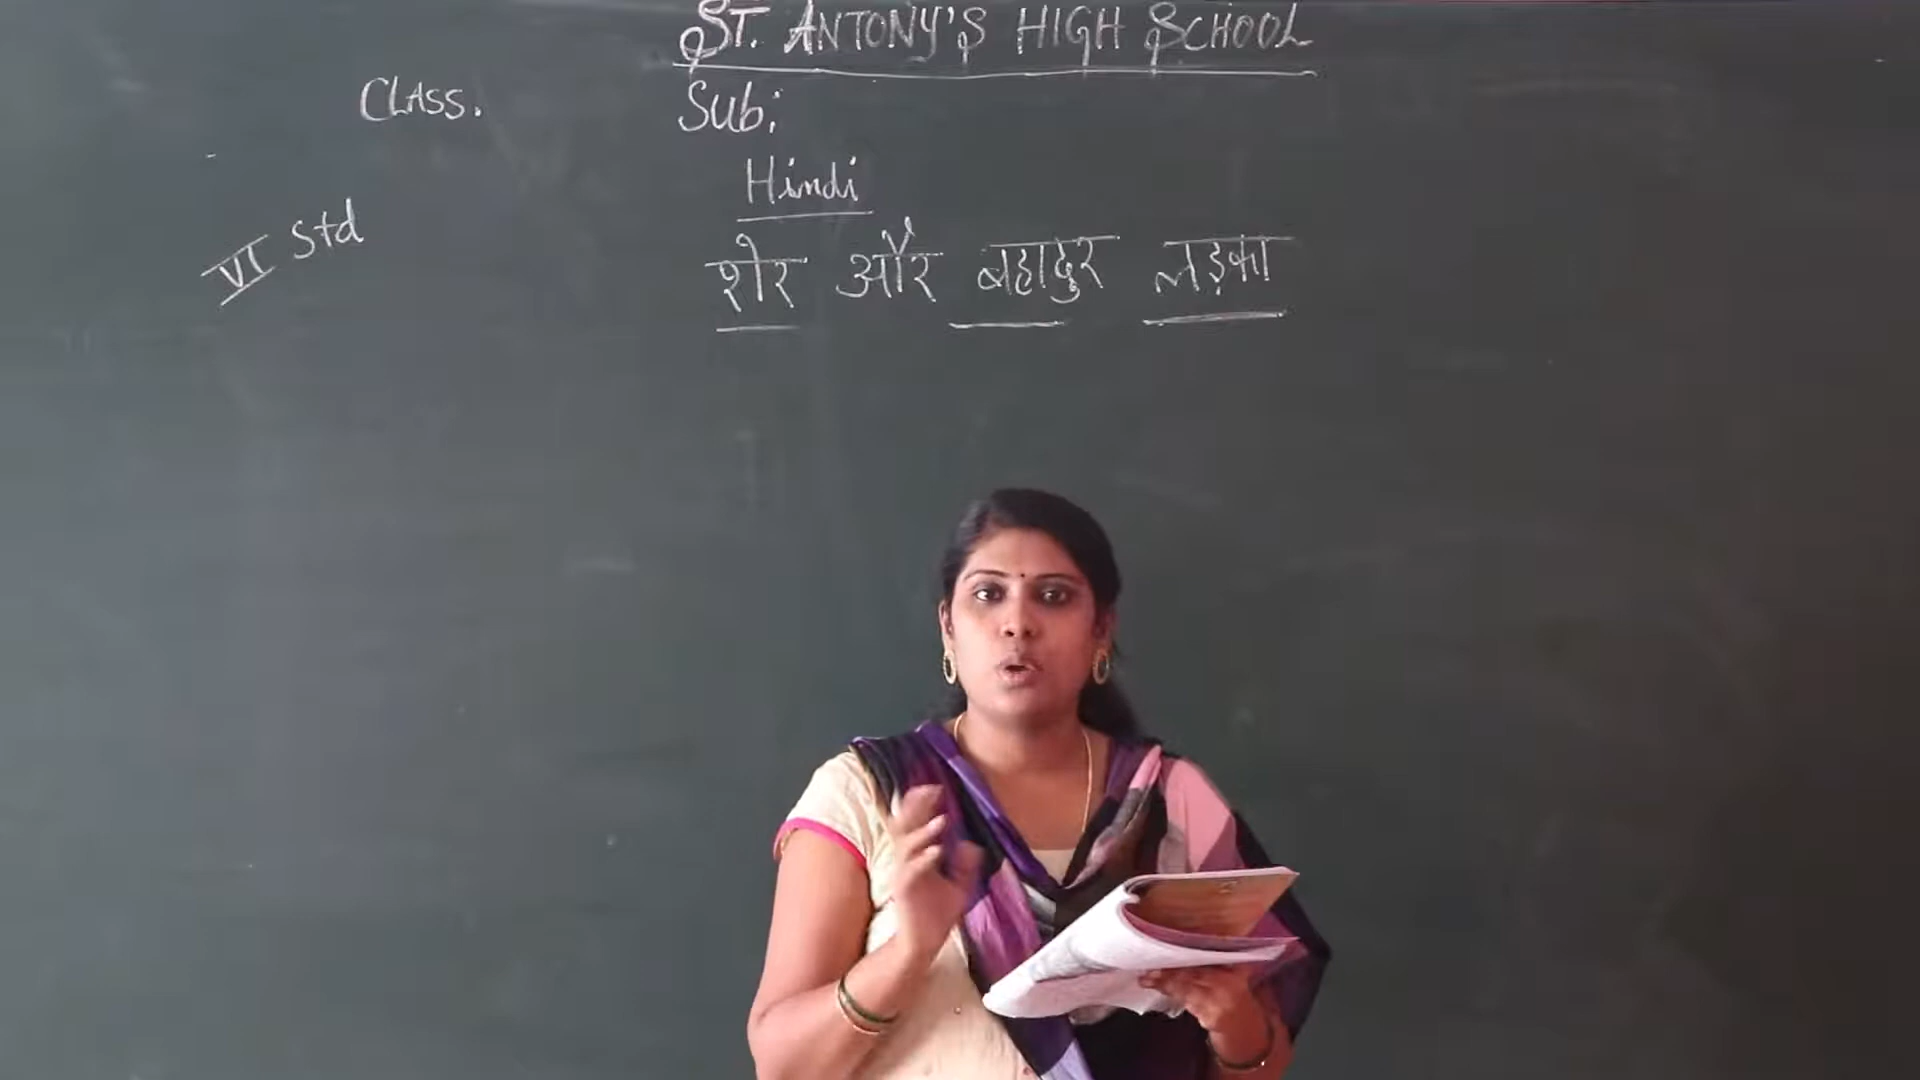 ST. ANTONY'S HIGH SCHOOL
CLASS. Sub:
Hindi
VI Std
शेर और बहादुर लड़का